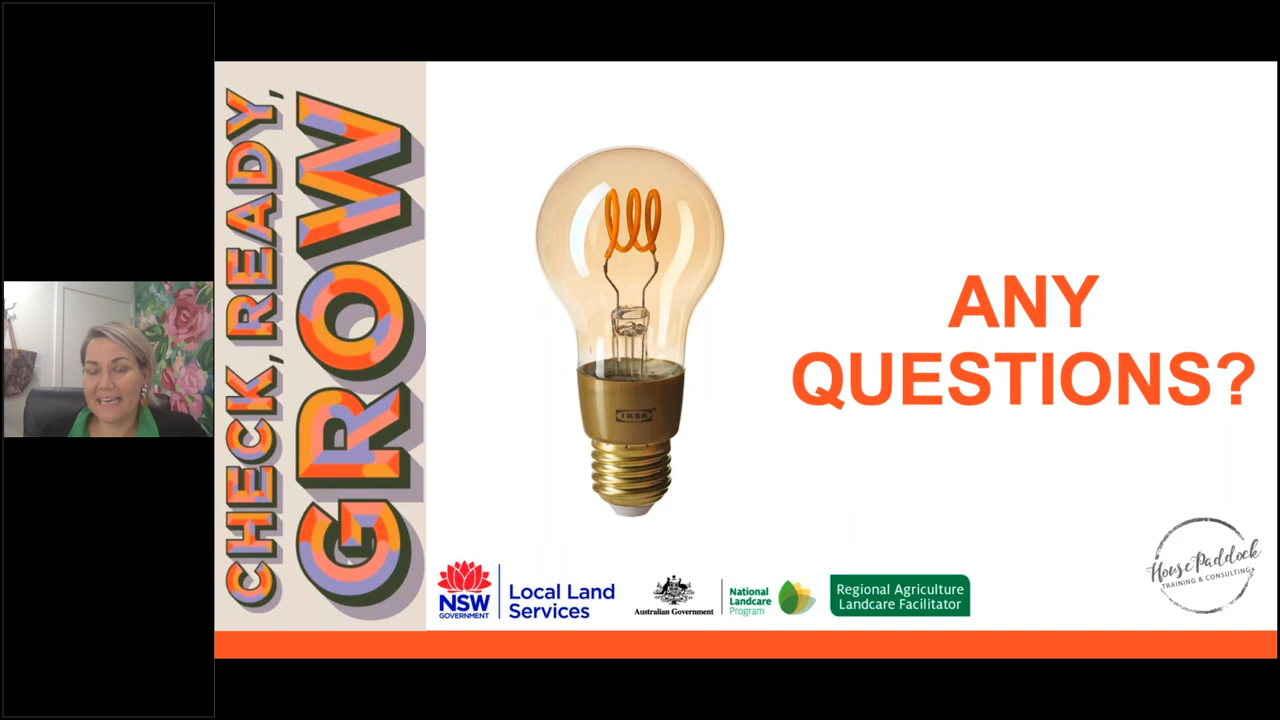 CHECK, READY,
GROW
IKEA
ANY
QUESTIONS?
NSW
GOVERNMENT
Local Land
Services
Australian Government
National
Landcare
Program
Regional Agriculture
Landcare Facilitator
House Paddock
TRAINING & CONSULTING